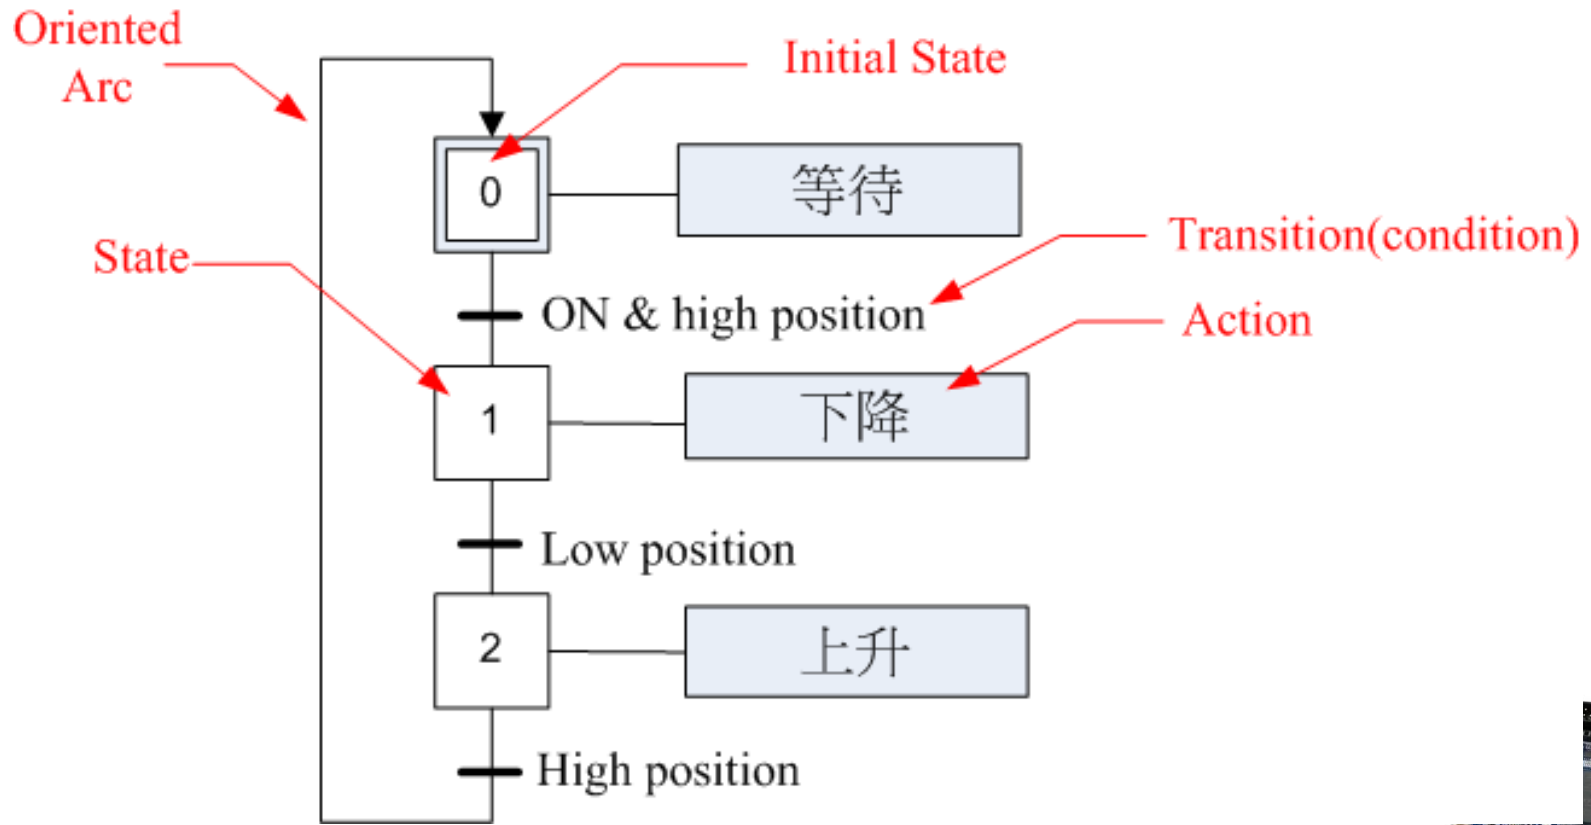 Oriented
Arc
Initial State
0
等待
State
Transition(condition)
ON & high position
Action
1
下降
Low position
2
上升
High position